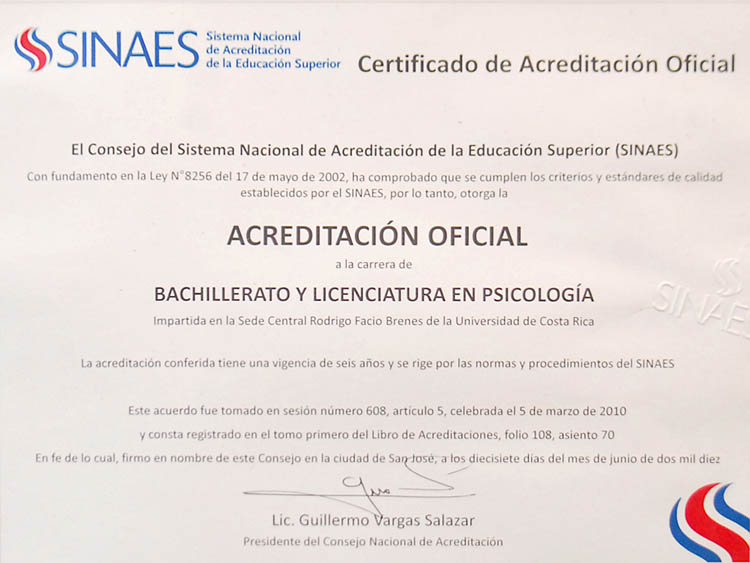 SINAES
Sistema Nacional
de Acreditación
de la Educación Superior
Certificado de Acreditación Oficial
El Consejo del Sistema Nacional de Acreditación de la Educación Superior (SINAES)
Con fundamento en la Ley N°8256 del 17 de mayo de 2002, ha comprobado que se cumplen los criterios y estándares de calidad
establecidos por el SINAES, por lo tanto, otorga la
ACREDITACIÓN OFICIAL
a la carrera de
BACHILLERATO Y LICENCIATURA EN PSICOLOGÍA
Impartida en la Sede Central Rodrigo Facio Brenes de la Universidad de Costa Rica
SINAES
La acreditación conferida tiene una vigencia de seis años y se rige por las normas y procedimientos del SINAES
Este acuerdo fue tomado en sesión número 608, artículo 5, celebrada el 5 de marzo de 2010
y consta registrado en el tomo primero del Libro de Acreditaciones, folio 108, asiento 70
En fe de lo cual, firmo en nombre de este Consejo en la ciudad de San José, a los diecisiete días del mes de junio de dos mil diez
Lic. Guillermo Vargas Salazar
Presidente del Consejo Nacional de Acreditación